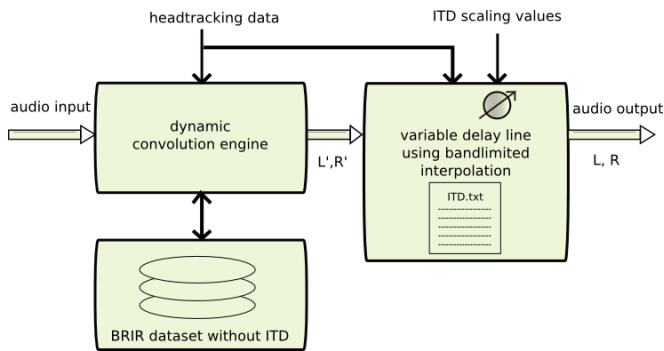 headtracking data
ITD scaling values
audio input
dynamic
convolution engine
L',R'
variable delay line
using bandlimited
interpolation
ITD.txt
audio output
L, R
BRIR dataset without ITD